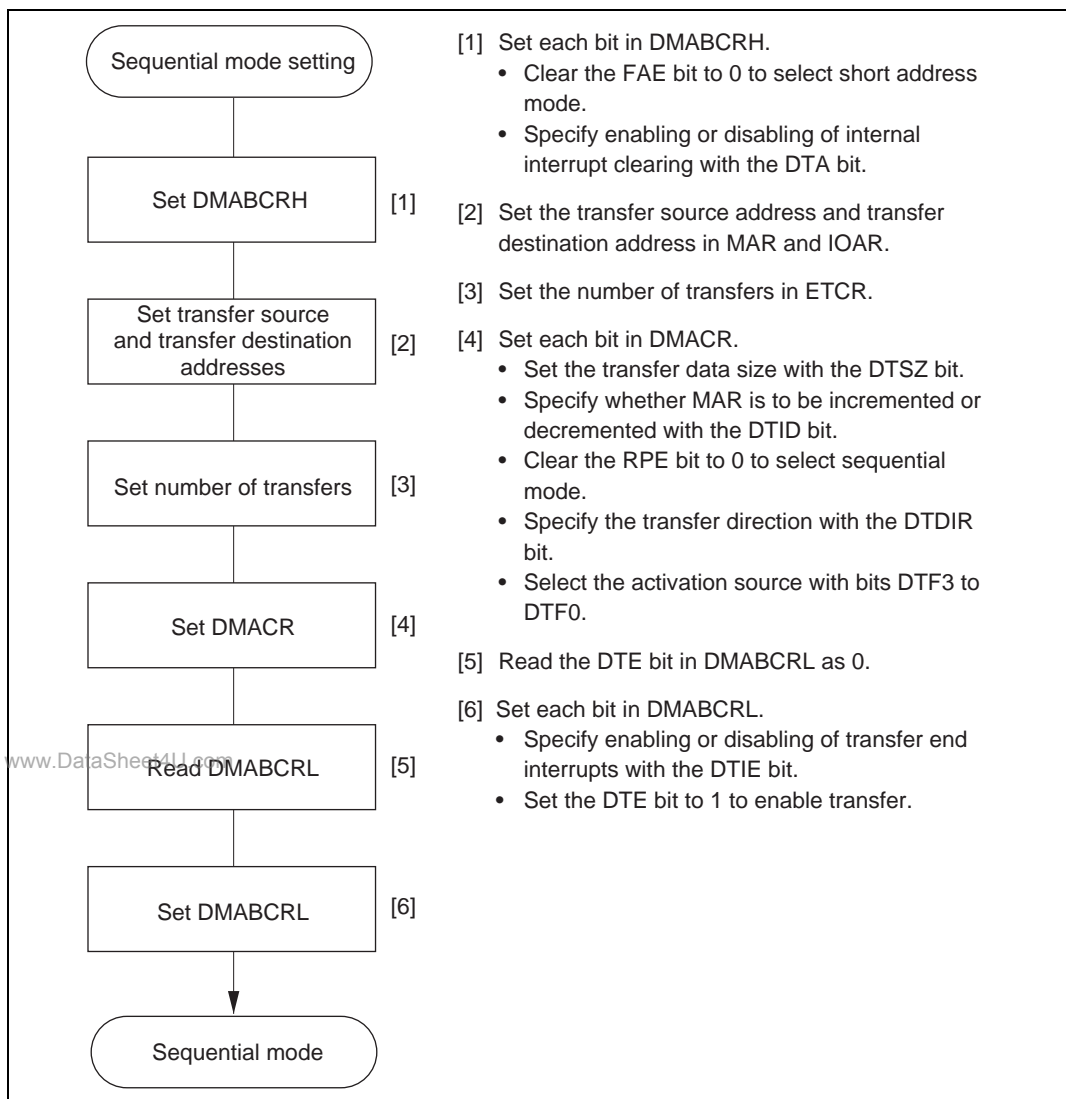 Sequential mode setting
Set DMABCRH
[1]
Set transfer source
and transfer destination
addresses
[2]
Set number of transfers
[3]
Set DMACR
[4]
www.DataSheet4U.com
Read DMABCRL
[5]
Set DMABCRL
[6]
Sequential mode
[1] Set each bit in DMABCRH.
• Clear the FAE bit to 0 to select short address
mode.
• Specify enabling or disabling of internal
interrupt clearing with the DTA bit.
[2] Set the transfer source address and transfer
destination address in MAR and IOAR.
[3] Set the number of transfers in ETCR.
[4] Set each bit in DMACR.
• Set the transfer data size with the DTSZ bit.
• Specify whether MAR is to be incremented or
decremented with the DTID bit.
• Clear the RPE bit to 0 to select sequential
mode.
• Specify the transfer direction with the DTDIR
bit.
• Select the activation source with bits DTF3 to
DTF0.
[5] Read the DTE bit in DMABCRL as 0.
[6] Set each bit in DMABCRL.
• Specify enabling or disabling of transfer end
interrupts with the DTIE bit.
• Set the DTE bit to 1 to enable transfer.